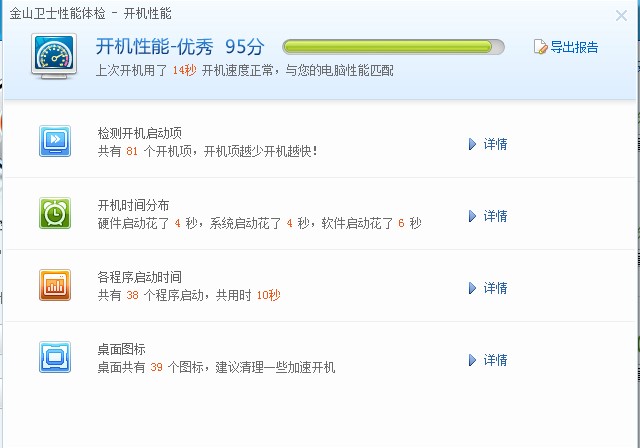 金山卫士性能体检 - 开机性能
开机性能-优秀 95分
导出报告
上次开机用了 14秒 开机速度正常，与您的电脑性能匹配
检测开机启动项
共有 81 个开机项，开机项越少开机越快！
详情
开机时间分布
硬件启动花了 4 秒，系统启动花了 4 秒，软件启动花了 6 秒
详情
各程序启动时间
共有 38 个程序启动，共用时 10秒
详情
桌面图标
桌面共有 39 个图标，建议清理一些加速开机
详情